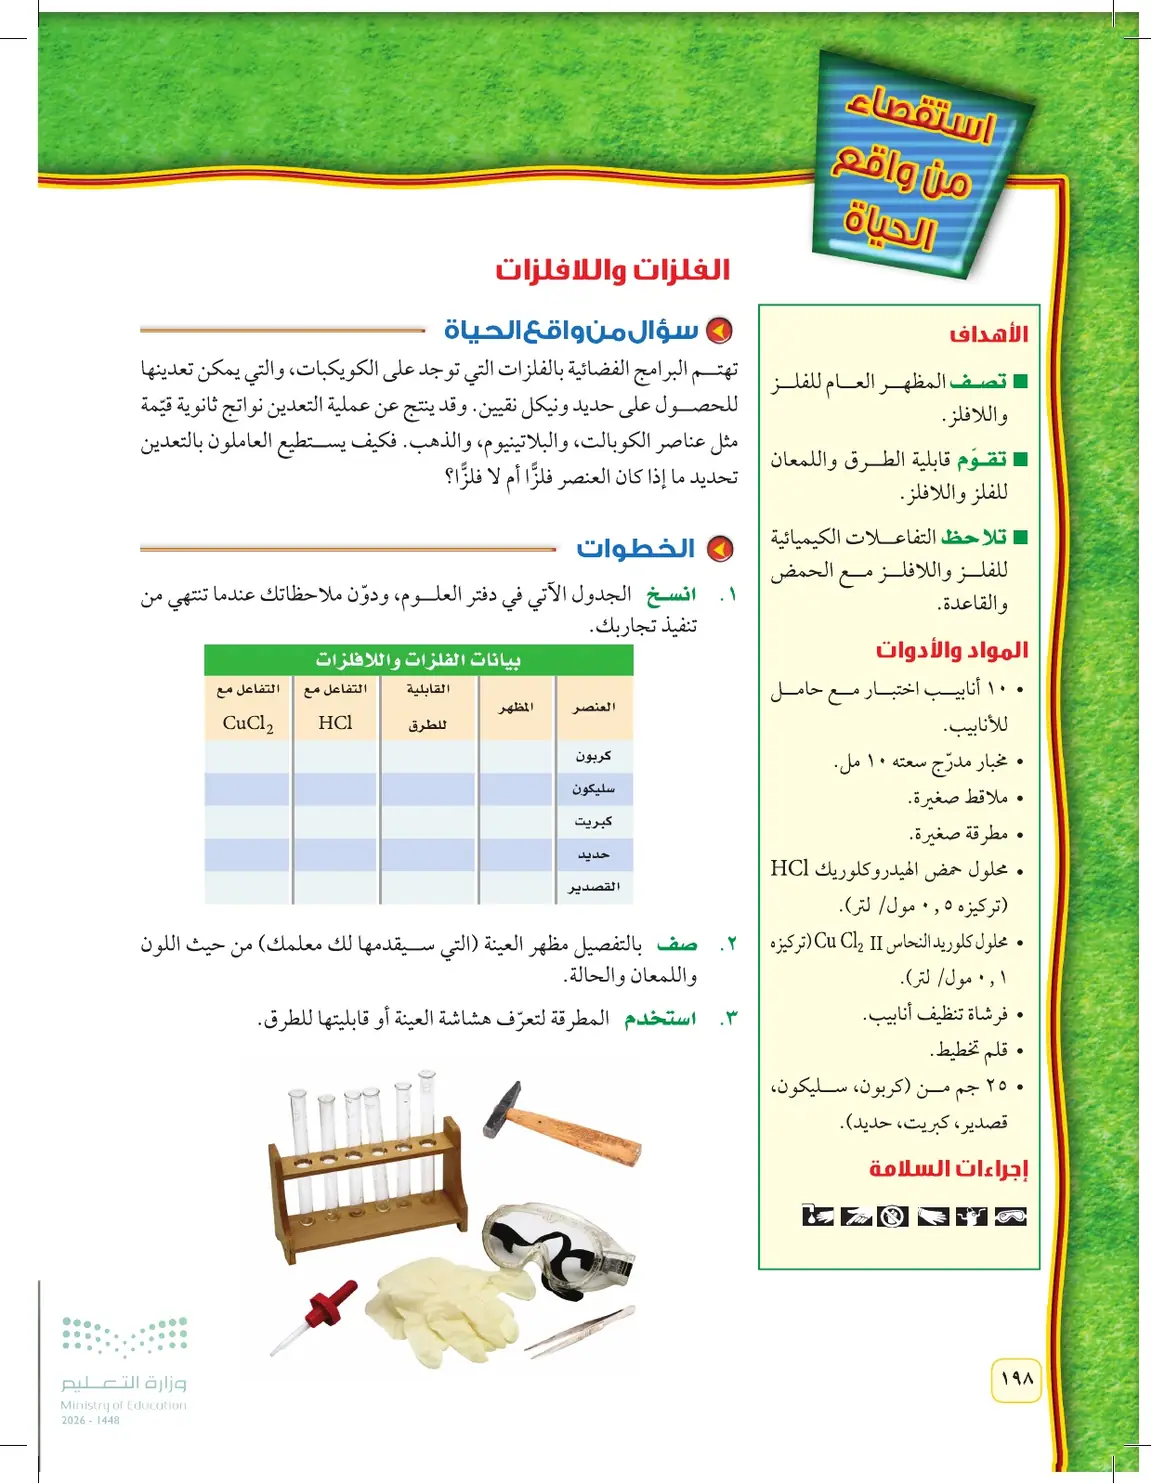 استقصاء
من واقع
الحياة
الفلزات واللافلزات
سؤال من واقع الحياة
تهتم البرامج الفضائية بالفلزات التي توجد على الكويكبات، والتي يمكن تعدينها
للحصول على حديد ونيكل نقيين. وقد ينتج عن عملية التعدين نواتج ثانوية قيّمة
مثل عناصر الكوبالت، والبلاتينيوم، والذهب. فكيف يستطيع العاملون بالتعدين
تحديد ما إذا كان العنصر فلزًّا أم لا فلزًّا؟
الخطوات
١. انسخ الجدول الآتي في دفتر العلوم، ودوّن ملاحظاتك عندما تنتهي من
تنفيذ تجاربك.
بيانات الفلزات واللافلزات
العنصر المظهر القابلية للطرق التفاعل مع HCl التفاعل مع CuCl2
كربون
سليكون
كبريت
حديد
القصدير
٢. صف بالتفصيل مظهر العينة (التي سيقدمها لك معلمك) من حيث اللون
واللمعان والحالة.
٣. استخدم المطرقة لتعرّف هشاشة العينة أو قابليتها للطرق.
الأهداف
■ تصف المظهر العام للفلز
واللافلز.
■ تقوّم قابلية الطرق واللمعان
للفلز واللافلز.
■ تلاحظ التفاعلات الكيميائية
للفلز واللافلز مع الحمض
والقاعدة.
المواد والأدوات
• ١٠ أنابيب اختبار مع حامل
للأنابيب.
• مخبار مدرّج سعته ١٠ مل.
• ملاقط صغيرة.
• مطرقة صغيرة.
• محلول حمض الهيدروكلوريك HCl
(تركيزه ٠,٥ مول/ لتر).
• محلول كلوريد النحاس II Cu Cl2 (تركيزه
٠,١ مول/ لتر).
• فرشاة تنظيف أنابيب.
• قلم تخطيط.
• ٢٥ جم من (كربون، سليكون،
قصدير، كبريت، حديد).
إجراءات السلامة
وزارة التعليم
Ministry of Education
2026 - 1448
١٩٨